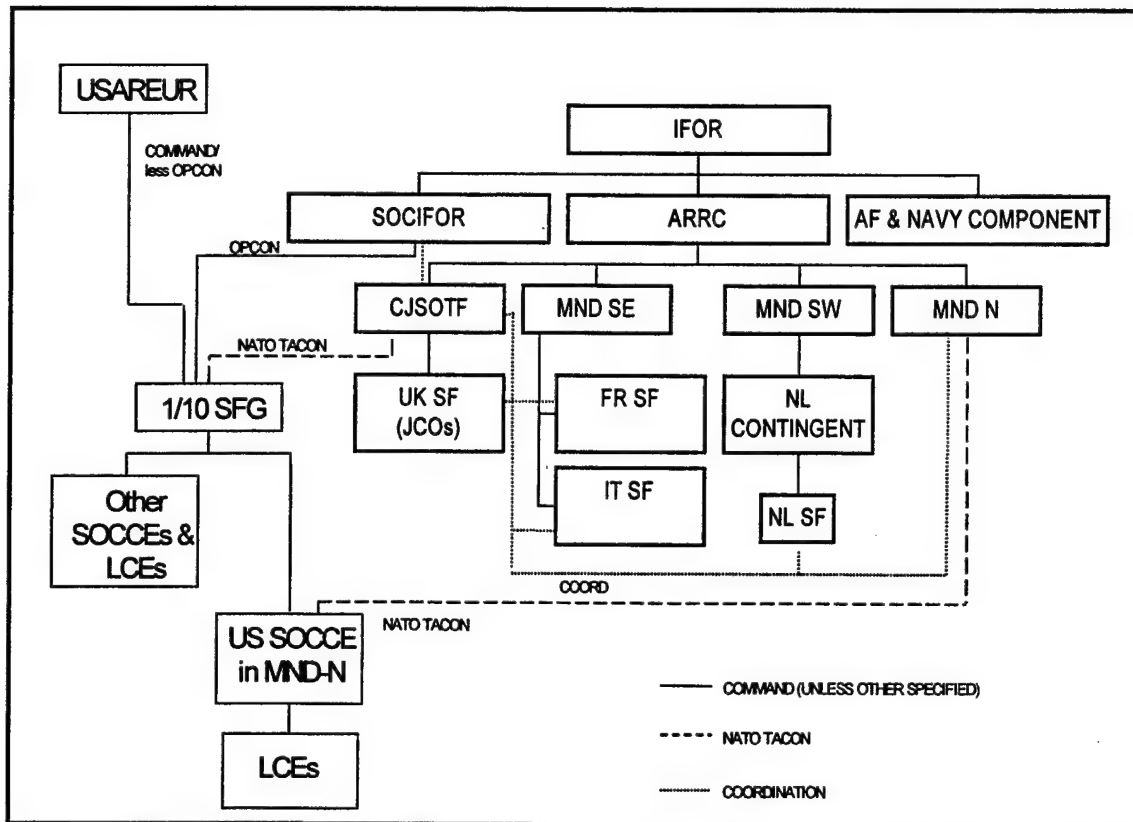 USAREUR
IFOR
COMMAND/
less OPCON
SOCIFOR
ARRC
AF & NAVY COMPONENT
OPCON
CJSOTF
MND SE
MND SW
MND N
NATO TACON
1/10 SFG
UK SF
(JCOs)
FR SF
NL
CONTINGENT
Other
SOCCEs &
LCEs
IT SF
NL SF
COORD
NATO TACON
US SOCCE
in MND-N
LCEs
COMMAND (UNLESS OTHER SPECIFIED)
NATO TACON
COORDINATION